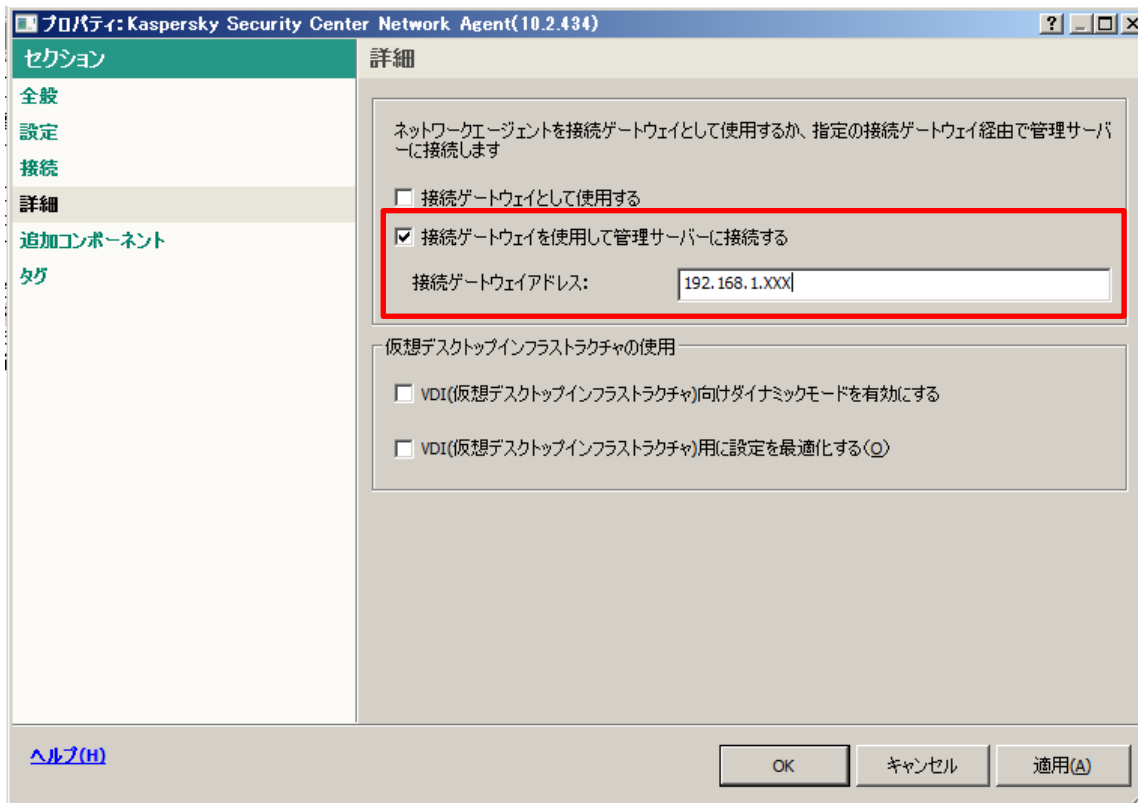 プロパティ: Kaspersky Security Center Network Agent(10.2.434)
セクション
全般
設定
接続
詳細
追加コンポーネント
タグ
詳細
ネットワークエージェントを接続ゲートウェイとして使用するか、指定の接続ゲートウェイ経由で管理サーバ
ーに接続します
接続ゲートウェイとして使用する
接続ゲートウェイを使用して管理サーバーに接続する
接続ゲートウェイアドレス:
192.168.1.XXX
仮想デスクトップインフラストラクチャの使用
VDI(仮想デスクトップインフラストラクチャ)向けダイナミックモードを有効にする
VDI(仮想デスクトップインフラストラクチャ)用に設定を最適化する(O)
ヘルプ(H)
OK
キャンセル
適用(A)